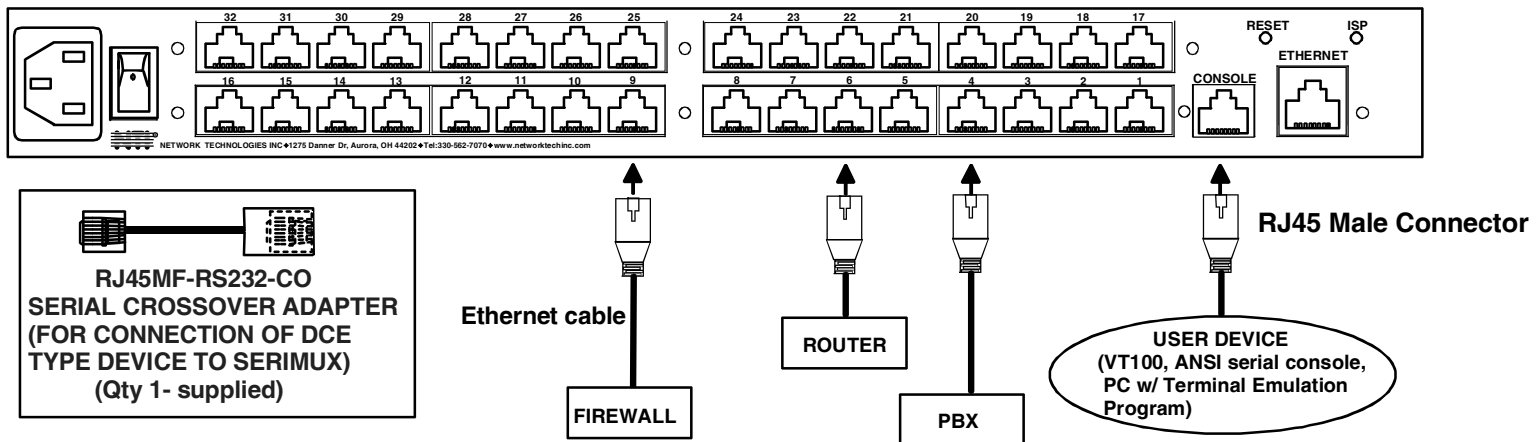 32 31 30 29 28 27 26 25 24 23 22 21 20 19 18 17
RESET ISP
ETHERNET
CONSOLE
16 15 14 13 12 11 10 9 8 7 6 5 4 3 2 1
NETWORK TECHNOLOGIES INC◆1275 Danner Dr, Aurora, OH 44202◆Tel:330-562-7070◆www.networktechinc.com
RJ45MF-RS232-CO
SERIAL CROSSOVER ADAPTER
(FOR CONNECTION OF DCE
TYPE DEVICE TO SERIMUX)
(Qty 1- supplied)
Ethernet cable
FIREWALL
ROUTER
PBX
RJ45 Male Connector
USER DEVICE
(VT100, ANSI serial console,
PC w/ Terminal Emulation
Program)